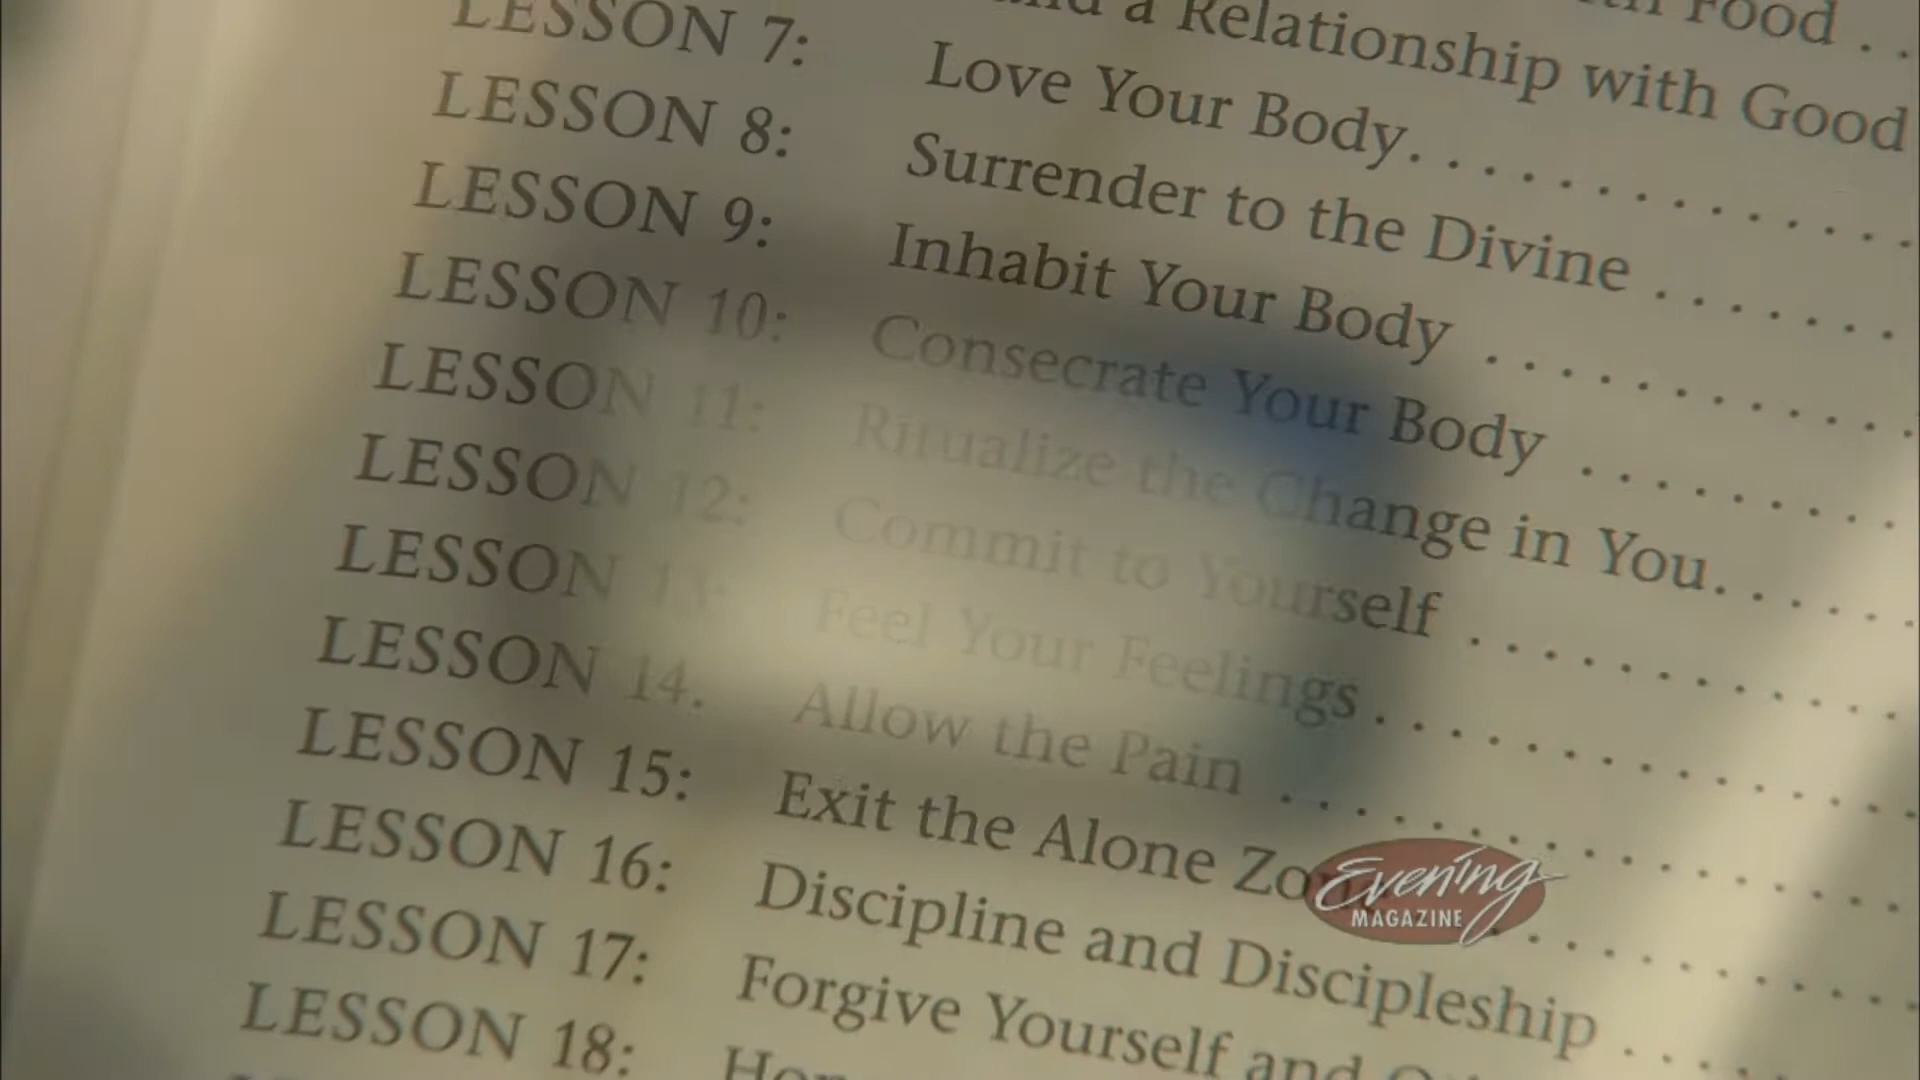 Food . .
a Relationship with Good
LESSON 7: Love Your Body. . . . . . . . . . . . . .
LESSON 8: Surrender to the Divine . . . . . . .
LESSON 9: Inhabit Your Body . . . . . . . . . . . .
LESSON 10: Consecrate Your Body . . . . . . . . .
LESSON 11: Ritualize the Change in You. . . . . .
LESSON 12: Commit to Yourself . . . . . . . . . . . .
LESSON 13: Feel Your Feelings . . . . . . . . . . . . . .
LESSON 14: Allow the Pain . . . . . . . . . . . . . . . . .
LESSON 15: Exit the Alone
LESSON 16: Discipline and Discipleship . . . . .
LESSON 17: Forgive Yourself and
LESSON 18:
Evening
MAGAZINE